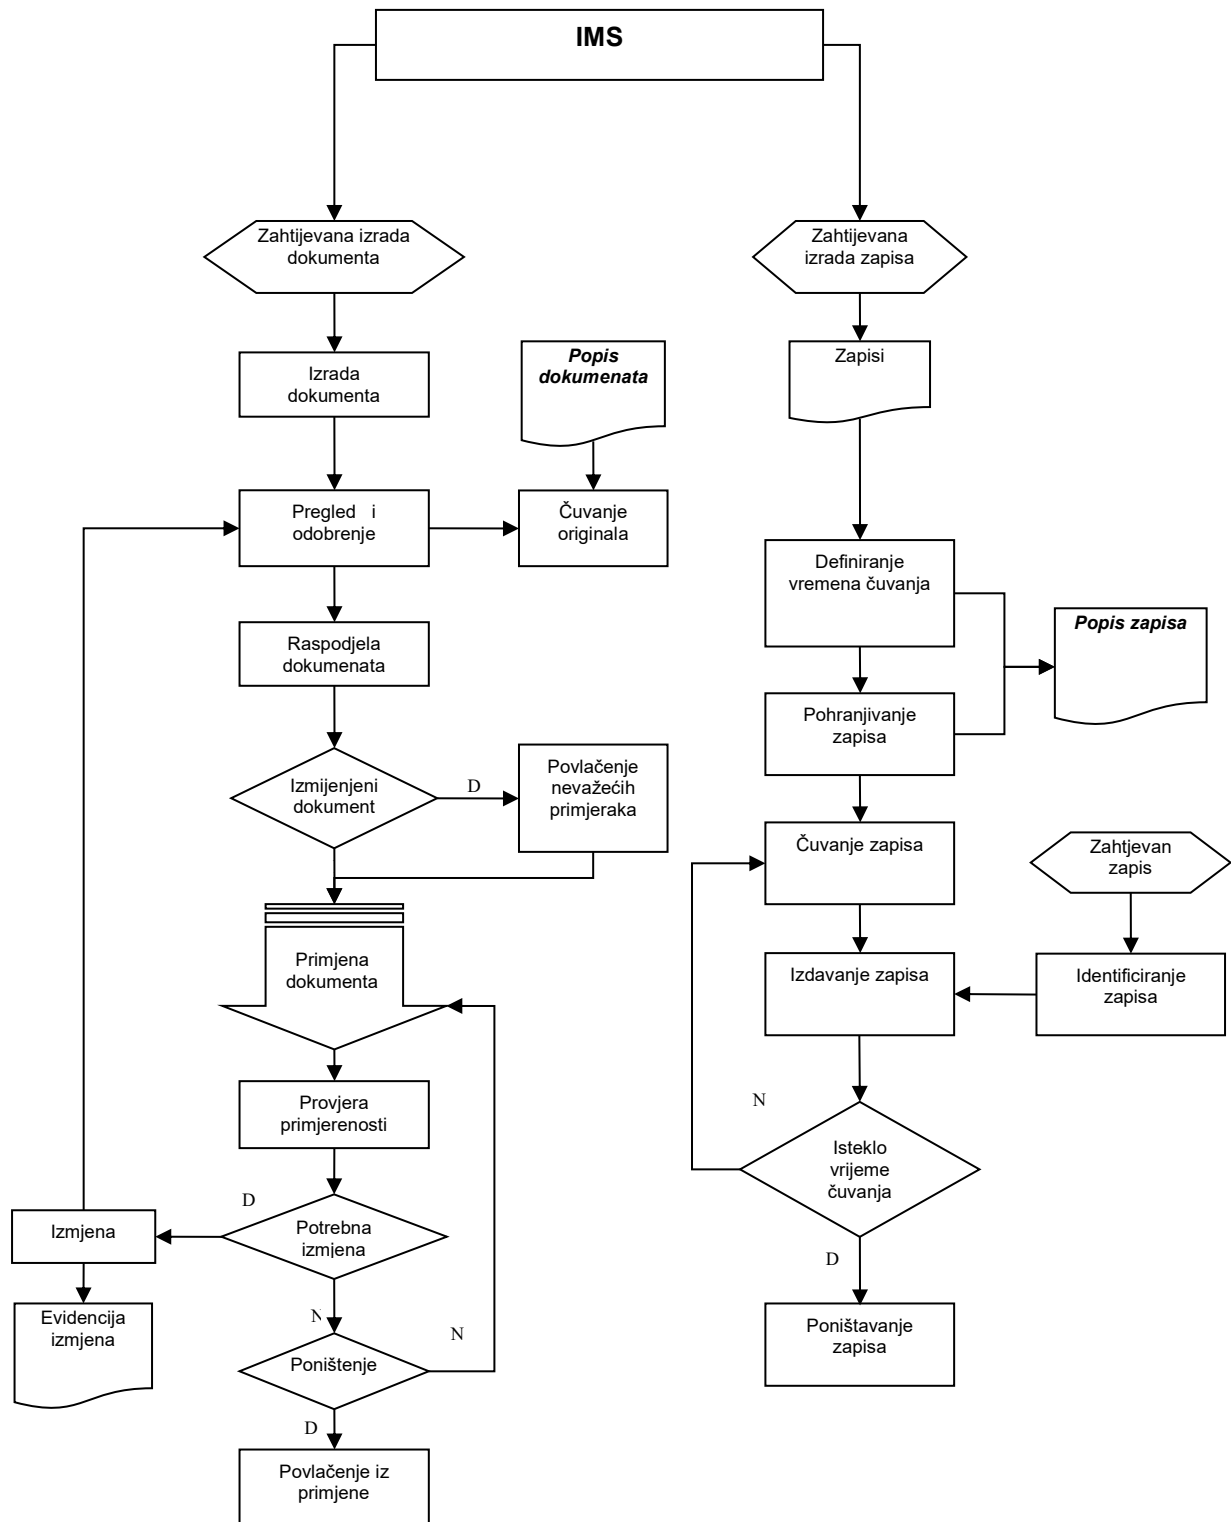 IMS
Zahtijevana izrada
dokumenta
Zahtijevana
izrada zapisa
Izrada
dokumenta
Popis
dokumenata
Zapisi
Pregled i
odobrenje
Čuvanje
originala
Definiranje
vremena čuvanja
Popis zapisa
Raspodjela
dokumenata
Pohranjivanje
zapisa
Izmijenjeni
dokument
D
Povlačenje
nevažećih
primjeraka
Čuvanje zapisa
Zahtjevan
zapis
Primjena
dokumenta
Izdavanje zapisa
Identificiranje
zapisa
Provjera
primjerenosti
N
Isteklo
vrijeme
čuvanja
D
Izmjena
Potrebna
izmjena
D
Evidencija
izmjena
N
N
Poništavanje
zapisa
Poništenje
D
Povlačenje iz
primjene